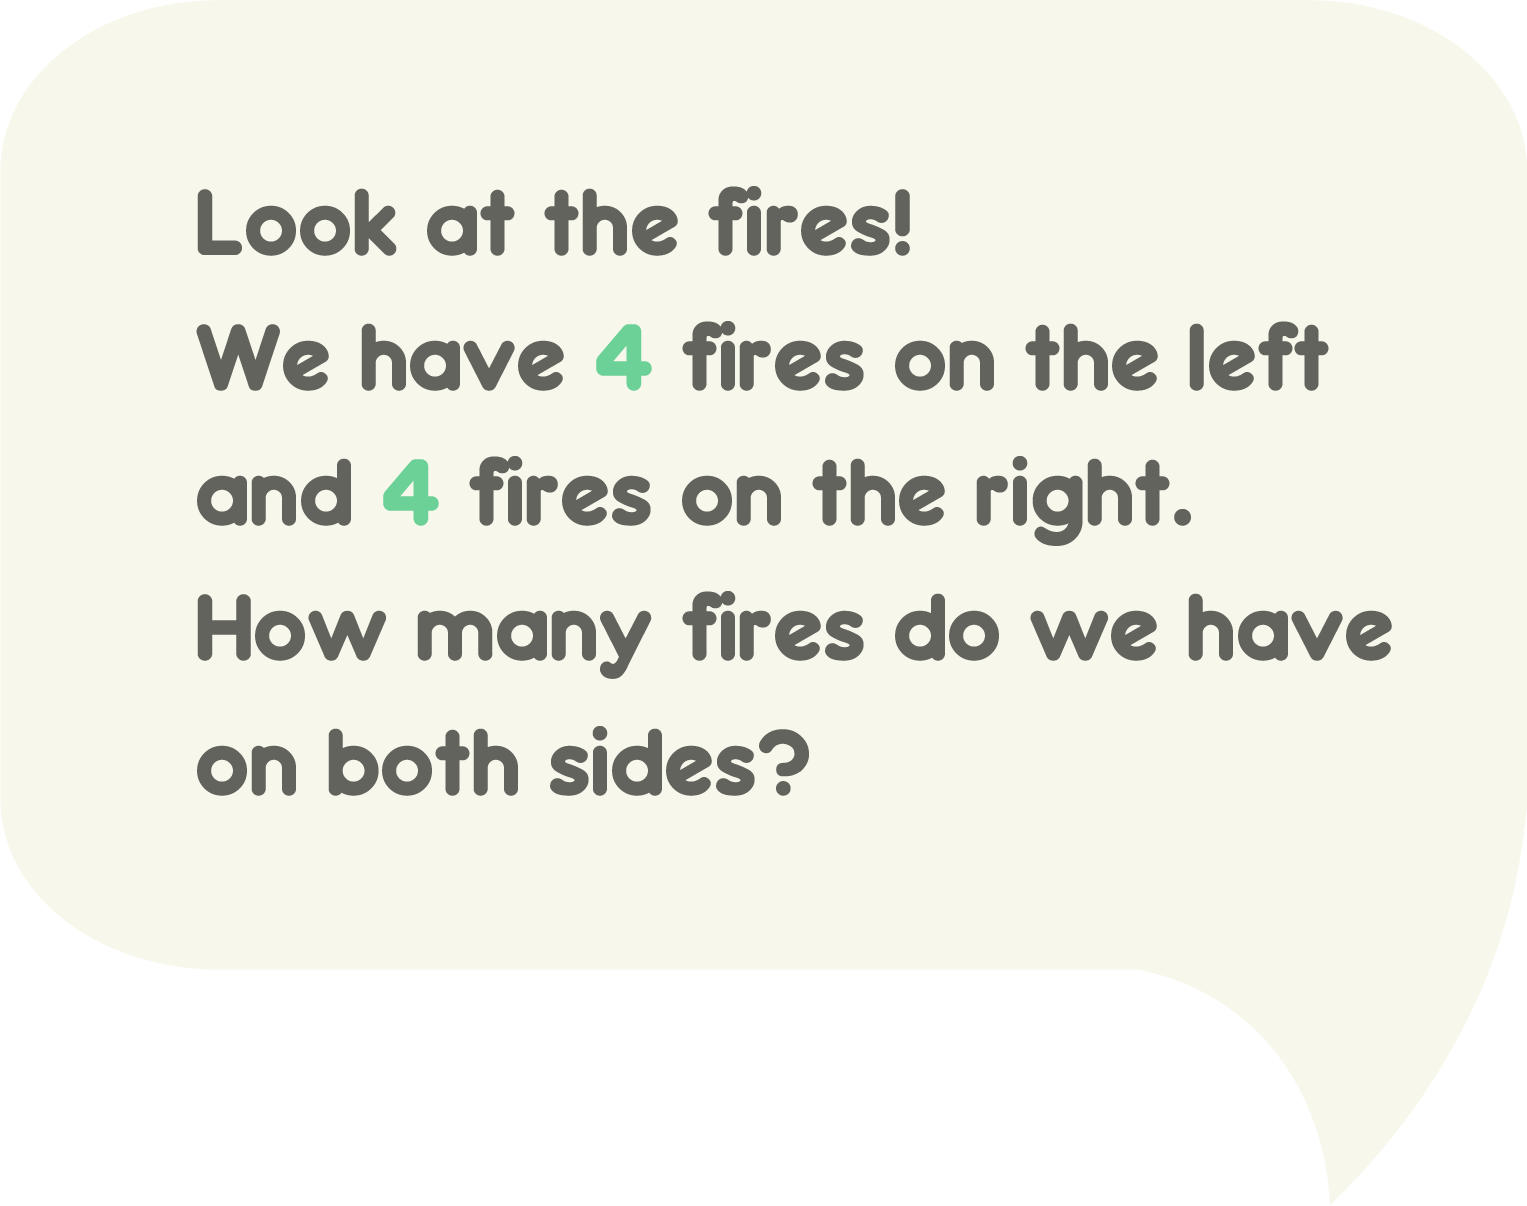 Look at the fires!
We have 4 fires on the left
and 4 fires on the right.
How many fires do we have
on both sides?